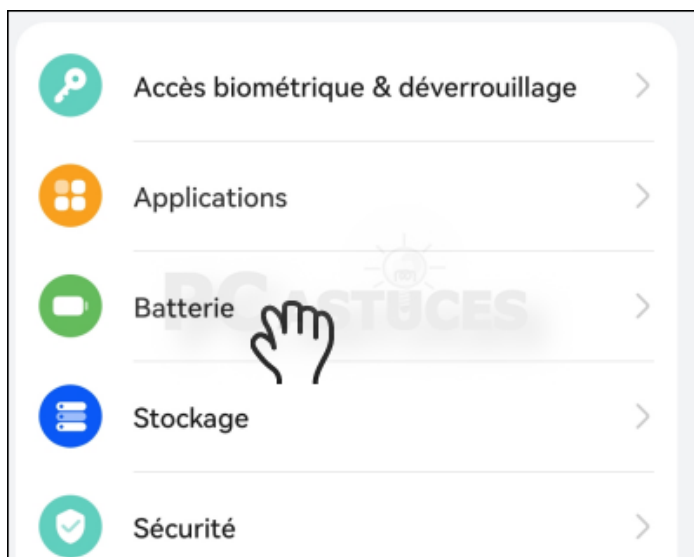 Accès biométrique & déverrouillage
Applications
Batterie
PC ASTUCES
Stockage
Sécurité